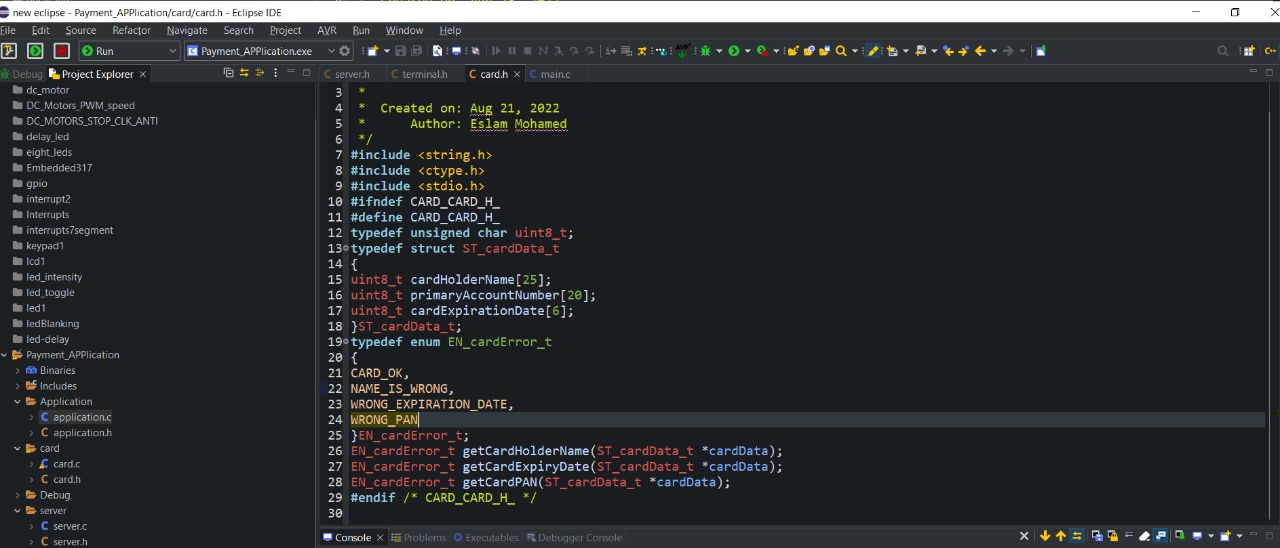 new eclipse - Payment_APPlication/card/card.h - Eclipse IDE
File Edit Source Refactor Navigate Search Project AVR Run Window Help
Run Payment_APPlication.exe
Debug Project Explorer
server.h terminal.h card.h main.c
dc_motor
DC_Motors_PWM_speed
DC_MOTORS_STOP_CLK_ANTI
delay_led
eight_leds
Embedded317
gpio
interrupt2
Interrupts
interrupts7segment
keypad1
lcd1
led_intensity
led_toggle
led1
ledBlanking
led-delay
Payment_APPlication
Binaries
Includes
Application
application.c
application.h
card
card.c
card.h
Debug
server
server.c
server.h
3 *
4 * Created on: Aug 21, 2022
5 * Author: Eslam Mohamed
6 */
7 #include <string.h>
8 #include <ctype.h>
9 #include <stdio.h>
10 #ifndef CARD_CARD_H_
11 #define CARD_CARD_H_
12 typedef unsigned char uint8_t;
13 typedef struct ST_cardData_t
14 {
15 uint8_t cardHolderName[25];
16 uint8_t primaryAccountNumber[20];
17 uint8_t cardExpirationDate[6];
18 }ST_cardData_t;
19 typedef enum EN_cardError_t
20 {
21 CARD_OK,
22 NAME_IS_WRONG,
23 WRONG_EXPIRATION_DATE,
24 WRONG_PAN
25 }EN_cardError_t;
26 EN_cardError_t getCardHolderName(ST_cardData_t *cardData);
27 EN_cardError_t getCardExpiryDate(ST_cardData_t *cardData);
28 EN_cardError_t getCardPAN(ST_cardData_t *cardData);
29 #endif /* CARD_CARD_H_ */
30
Console Problems Executables Debugger Console